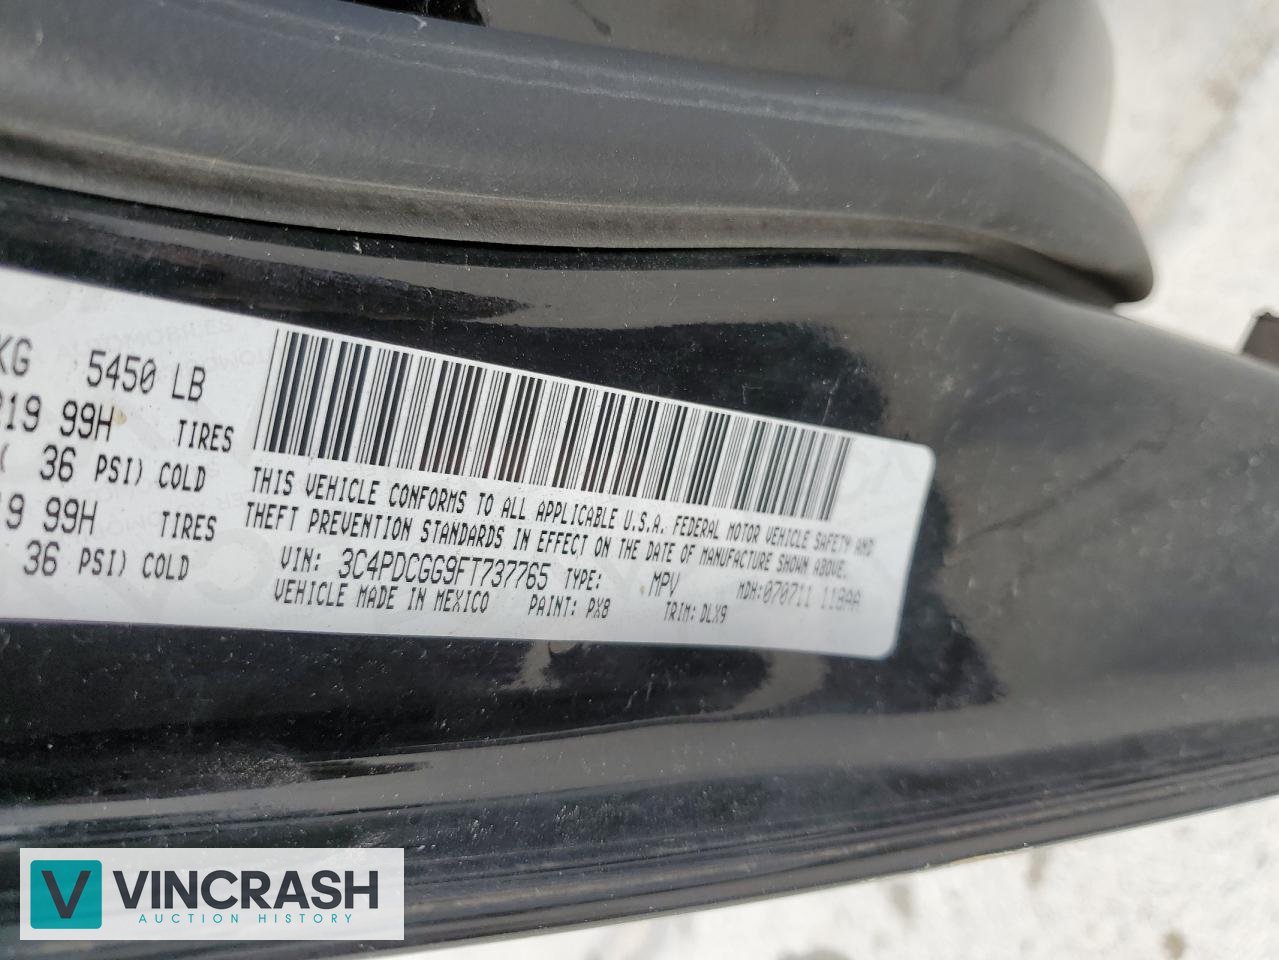 KG 5450 LB
R19 99H TIRES
( 36 PSI) COLD
19 99H TIRES
36 PSI) COLD
THIS VEHICLE CONFORMS TO ALL APPLICABLE U.S.A. FEDERAL MOTOR VEHICLE SAFETY AND
THEFT PREVENTION STANDARDS IN EFFECT ON THE DATE OF MANUFACTURE SHOWN ABOVE.
VIN: 3C4PDCGG9FT737765 TYPE: MPV MDH:070711 118AA
VEHICLE MADE IN MEXICO PAINT: PX8 TRIM: DLX9
V VINCRASH
AUCTION HISTORY